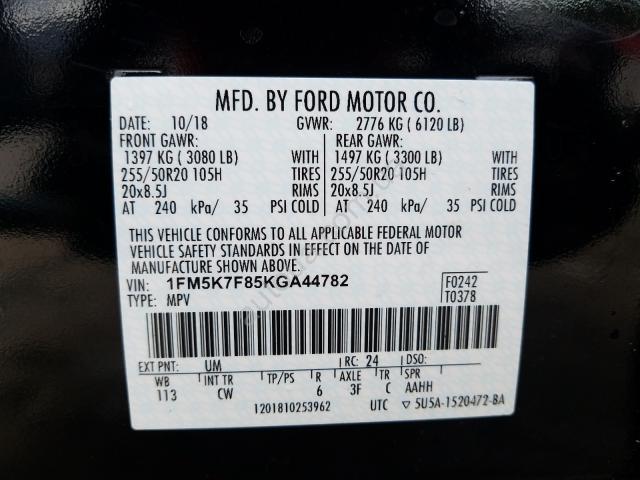 MFD. BY FORD MOTOR CO.
DATE: 10/18 GVWR: 2776 KG ( 6120 LB)
FRONT GAWR: REAR GAWR:
1397 KG ( 3080 LB) WITH 1497 KG ( 3300 LB) WITH
255/50R20 105H TIRES 255/50R20 105H TIRES
20x8.5J RIMS 20x8.5J RIMS
AT 240 kPa/ 35 PSI COLD AT 240 kPa/ 35 PSI COLD
THIS VEHICLE CONFORMS TO ALL APPLICABLE FEDERAL MOTOR
VEHICLE SAFETY STANDARDS IN EFFECT ON THE DATE OF
MANUFACTURE SHOWN ABOVE.
VIN: 1FM5K7F85KGA44782 F0242
TYPE: MPV T0378
EXT PNT: UM RC: 24 DSO:
WB INT TR TP/PS R AXLE TR SPR
113 CW 6 3F C AAHH
1201810253962 UTC ▽ 5U5A-1520472-BA